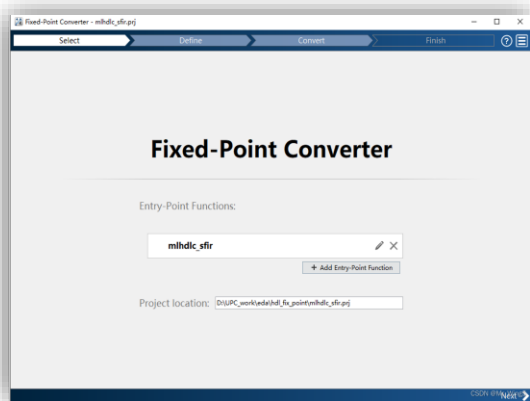 Fixed-Point Converter - mlhdlc_sfir.prj
Select Define Convert Finish
Fixed-Point Converter
Entry-Point Functions:
mlhdlc_sfir
+ Add Entry-Point Function
Project location: D:\UPC_work\eda\hdl_fix_point\mlhdlc_sfir.prj
CSDN Next